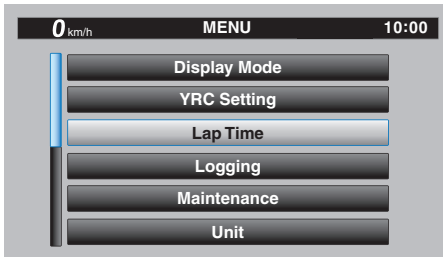 0 km/h MENU 10:00
Display Mode
YRC Setting
Lap Time
Logging
Maintenance
Unit